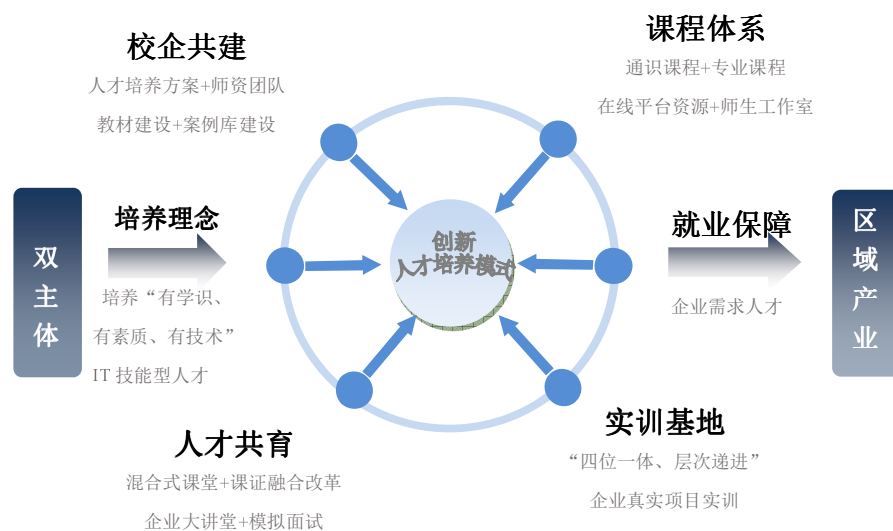 校企共建
人才培养方案+师资团队
教材建设+案例库建设
课程体系
通识课程+专业课程
在线平台资源+师生工作室
双主体
培养理念
培养“有学识、
有素质、有技术”
IT技能型人才
创新
人才培养模式
就业保障
企业需求人才
区域产业
人才共育
混合式课堂+课证融合改革
企业大讲堂+模拟面试
实训基地
“四位一体、层次递进”
企业真实项目实训